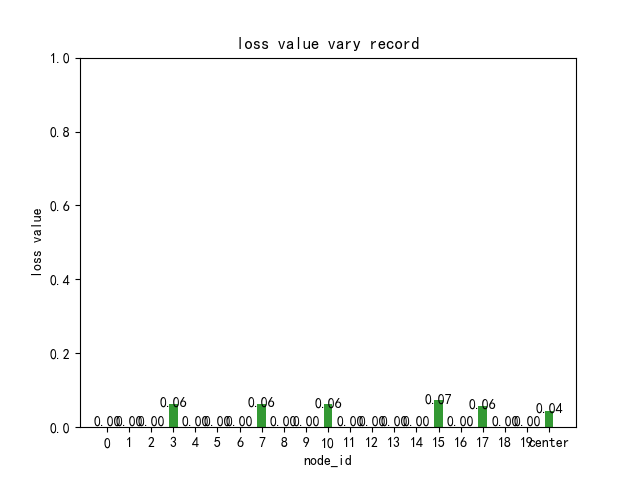 loss value vary record
1.0
0.8
0.6
0.4
0.2
0.0
loss value
0.00 0.00 0.00 0.06 0.00 0.00 0.00 0.06 0.00 0.00 0.06 0.00 0.00 0.00 0.00 0.07 0.00 0.06 0.00 0.00 0.04
0 1 2 3 4 5 6 7 8 9 10 11 12 13 14 15 16 17 18 19 center
node_id